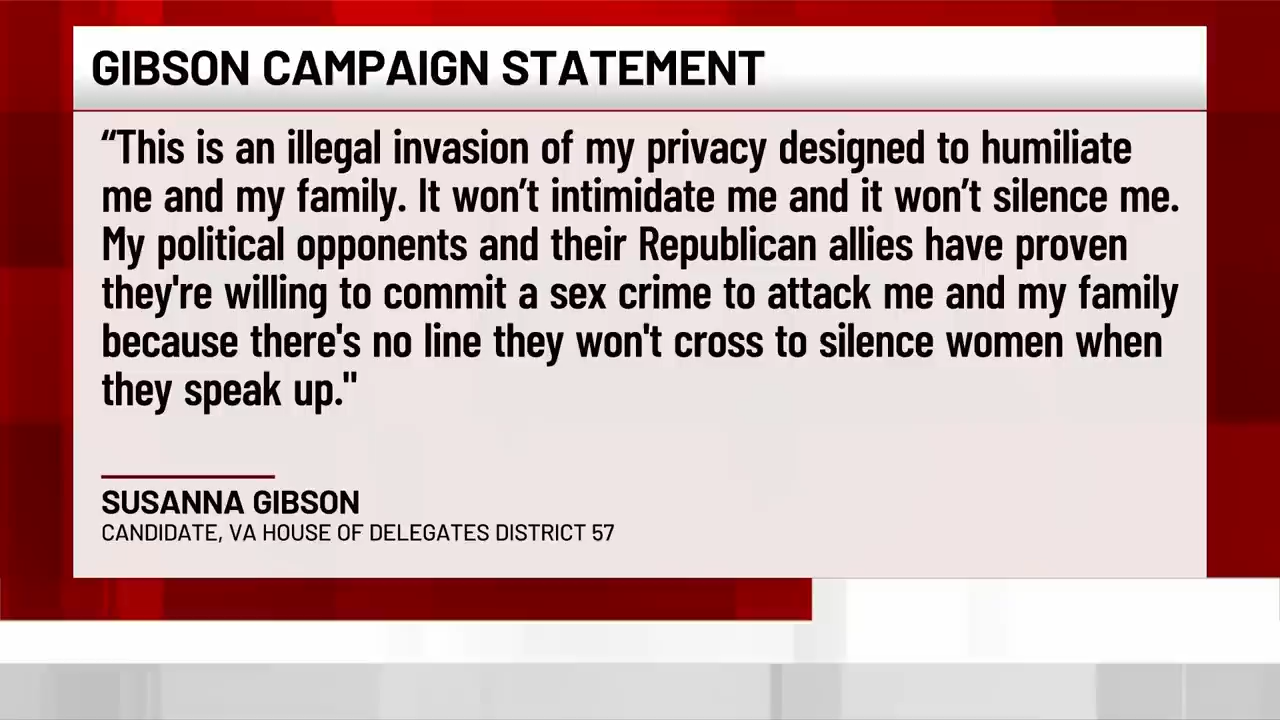 GIBSON CAMPAIGN STATEMENT
“This is an illegal invasion of my privacy designed to humiliate
me and my family. It won’t intimidate me and it won’t silence me.
My political opponents and their Republican allies have proven
they're willing to commit a sex crime to attack me and my family
because there's no line they won't cross to silence women when
they speak up."
SUSANNA GIBSON
CANDIDATE, VA HOUSE OF DELEGATES DISTRICT 57